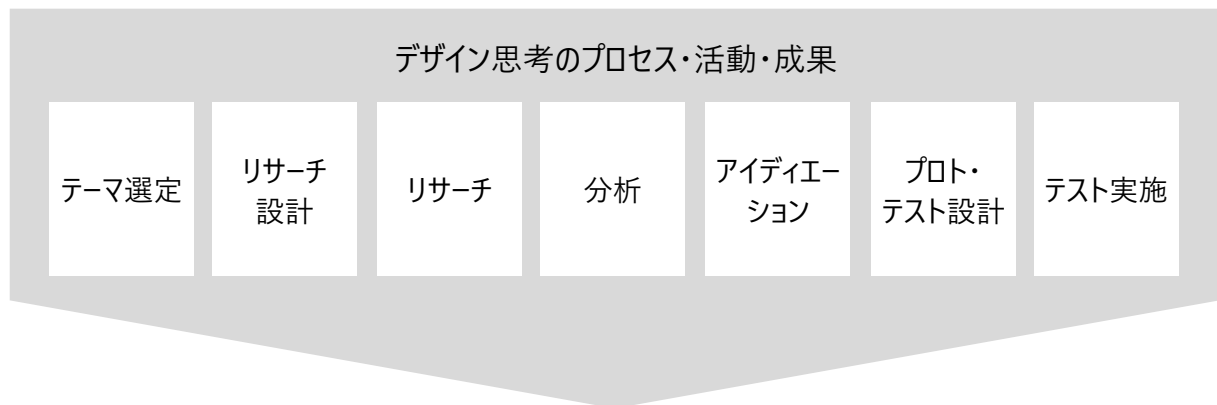 デザイン思考のプロセス・活動・成果
テーマ選定
リサーチ
設計
リサーチ
分析
アイディエー
ション
プロト・
テスト設計
テスト実施